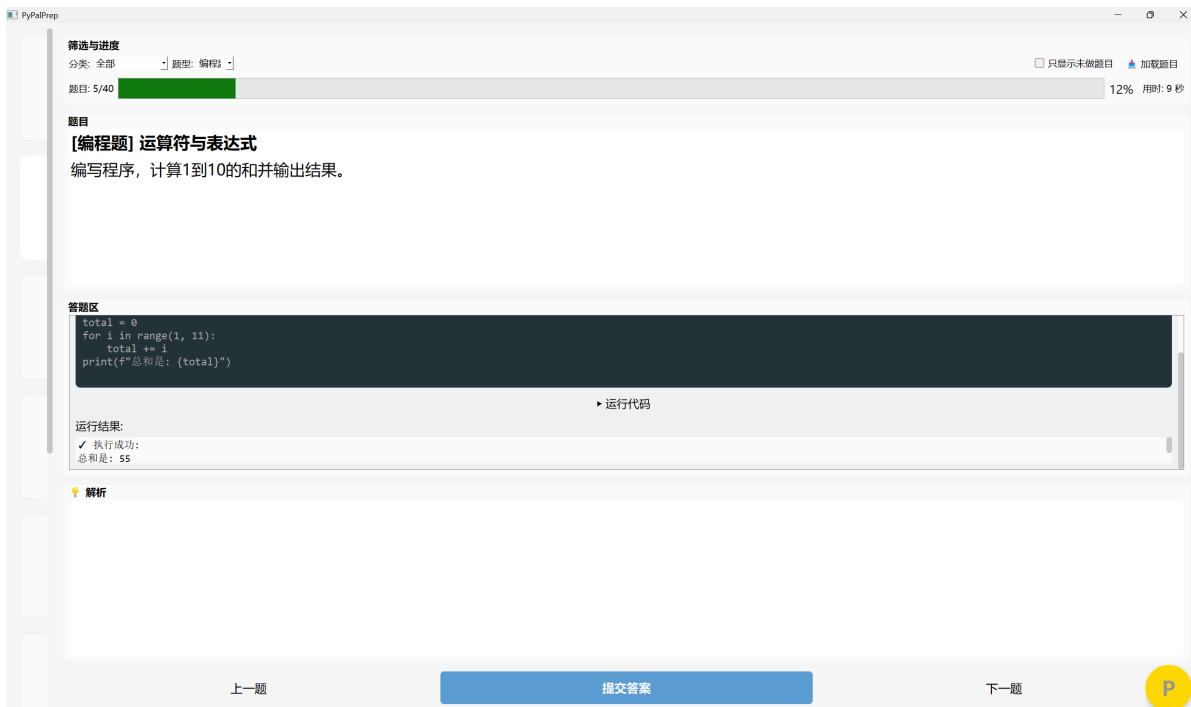 PyPalPrep
筛选与进度
分类: 全部 题型: 编程 只显示未做题目 加载题目
题目: 5/40 12% 用时: 9 秒
题目
[编程题] 运算符与表达式
编写程序，计算1到10的和并输出结果。
答题区
total = 0
for i in range(1, 11):
    total += i
print(f"总和是: {total}")
▸ 运行代码
运行结果:
✓ 执行成功:
总和是: 55
解析
上一题 提交答案 下一题
P